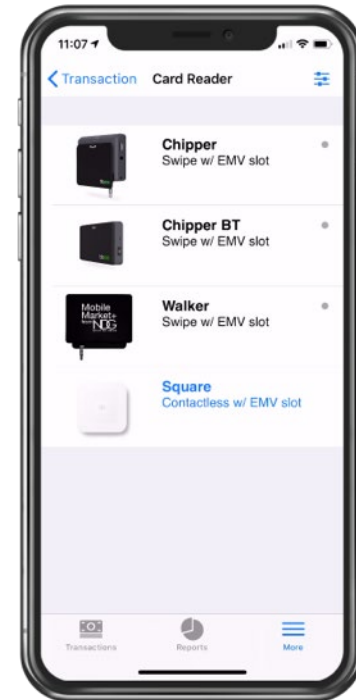 11:07
Transaction
Card Reader
Chipper
Swipe w/ EMV slot
Chipper BT
Swipe w/ EMV slot
Mobile
Market+
NDG
Walker
Swipe w/ EMV slot
Square
Contactless w/ EMV slot
Transactions
Reports
More